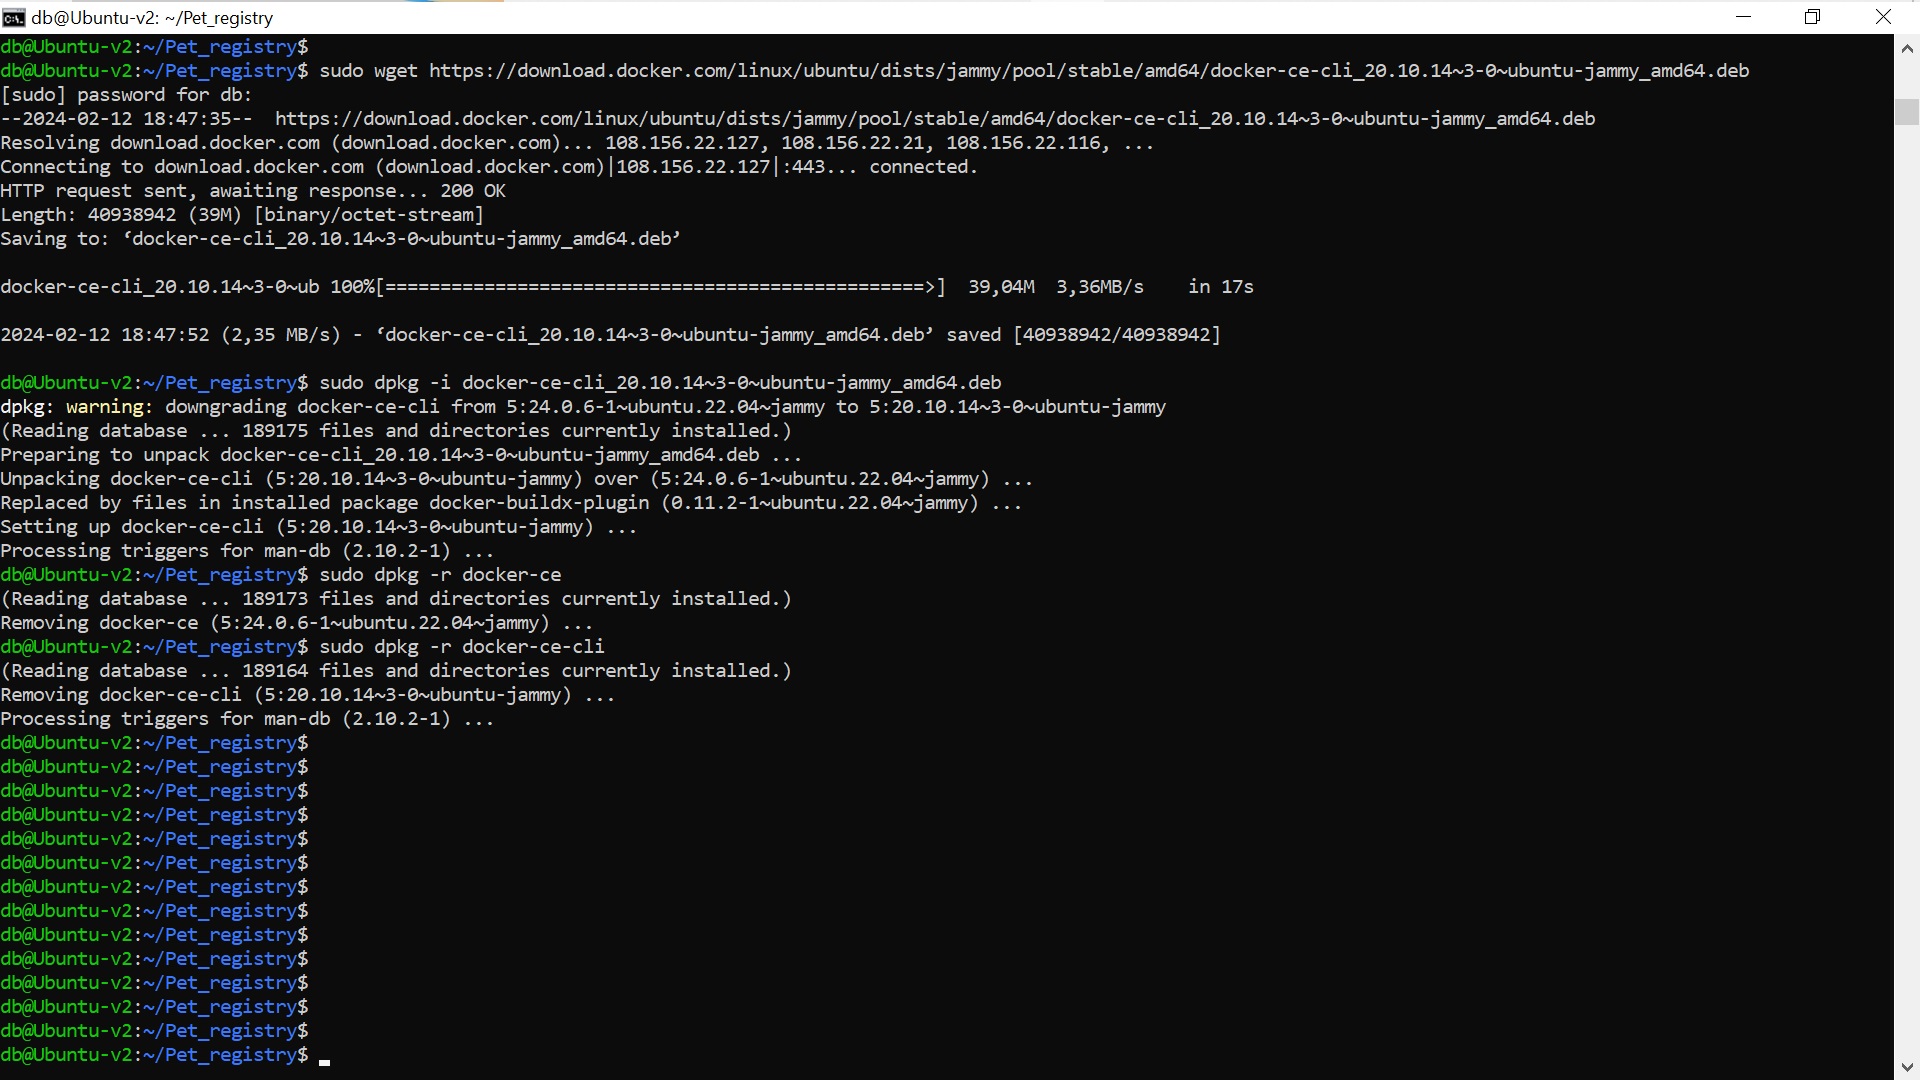 db@Ubuntu-v2: ~/Pet_registry
db@Ubuntu-v2:~/Pet_registry$
db@Ubuntu-v2:~/Pet_registry$ sudo wget https://download.docker.com/linux/ubuntu/dists/jammy/pool/stable/amd64/docker-ce-cli_20.10.14~3-0~ubuntu-jammy_amd64.deb
[sudo] password for db:
--2024-02-12 18:47:35--  https://download.docker.com/linux/ubuntu/dists/jammy/pool/stable/amd64/docker-ce-cli_20.10.14~3-0~ubuntu-jammy_amd64.deb
Resolving download.docker.com (download.docker.com)... 108.156.22.127, 108.156.22.21, 108.156.22.116, ...
Connecting to download.docker.com (download.docker.com)|108.156.22.127|:443... connected.
HTTP request sent, awaiting response... 200 OK
Length: 40938942 (39M) [binary/octet-stream]
Saving to: ‘docker-ce-cli_20.10.14~3-0~ubuntu-jammy_amd64.deb’
docker-ce-cli_20.10.14~3-0~ub 100%[=================================================>]  39,04M  3,36MB/s    in 17s
2024-02-12 18:47:52 (2,35 MB/s) - ‘docker-ce-cli_20.10.14~3-0~ubuntu-jammy_amd64.deb’ saved [40938942/40938942]
db@Ubuntu-v2:~/Pet_registry$ sudo dpkg -i docker-ce-cli_20.10.14~3-0~ubuntu-jammy_amd64.deb
dpkg: warning: downgrading docker-ce-cli from 5:24.0.6-1~ubuntu.22.04~jammy to 5:20.10.14~3-0~ubuntu-jammy
(Reading database ... 189175 files and directories currently installed.)
Preparing to unpack docker-ce-cli_20.10.14~3-0~ubuntu-jammy_amd64.deb ...
Unpacking docker-ce-cli (5:20.10.14~3-0~ubuntu-jammy) over (5:24.0.6-1~ubuntu.22.04~jammy) ...
Replaced by files in installed package docker-buildx-plugin (0.11.2-1~ubuntu.22.04~jammy) ...
Setting up docker-ce-cli (5:20.10.14~3-0~ubuntu-jammy) ...
Processing triggers for man-db (2.10.2-1) ...
db@Ubuntu-v2:~/Pet_registry$ sudo dpkg -r docker-ce
(Reading database ... 189173 files and directories currently installed.)
Removing docker-ce (5:24.0.6-1~ubuntu.22.04~jammy) ...
db@Ubuntu-v2:~/Pet_registry$ sudo dpkg -r docker-ce-cli
(Reading database ... 189164 files and directories currently installed.)
Removing docker-ce-cli (5:20.10.14~3-0~ubuntu-jammy) ...
Processing triggers for man-db (2.10.2-1) ...
db@Ubuntu-v2:~/Pet_registry$
db@Ubuntu-v2:~/Pet_registry$
db@Ubuntu-v2:~/Pet_registry$
db@Ubuntu-v2:~/Pet_registry$
db@Ubuntu-v2:~/Pet_registry$
db@Ubuntu-v2:~/Pet_registry$
db@Ubuntu-v2:~/Pet_registry$
db@Ubuntu-v2:~/Pet_registry$
db@Ubuntu-v2:~/Pet_registry$
db@Ubuntu-v2:~/Pet_registry$
db@Ubuntu-v2:~/Pet_registry$
db@Ubuntu-v2:~/Pet_registry$
db@Ubuntu-v2:~/Pet_registry$
db@Ubuntu-v2:~/Pet_registry$